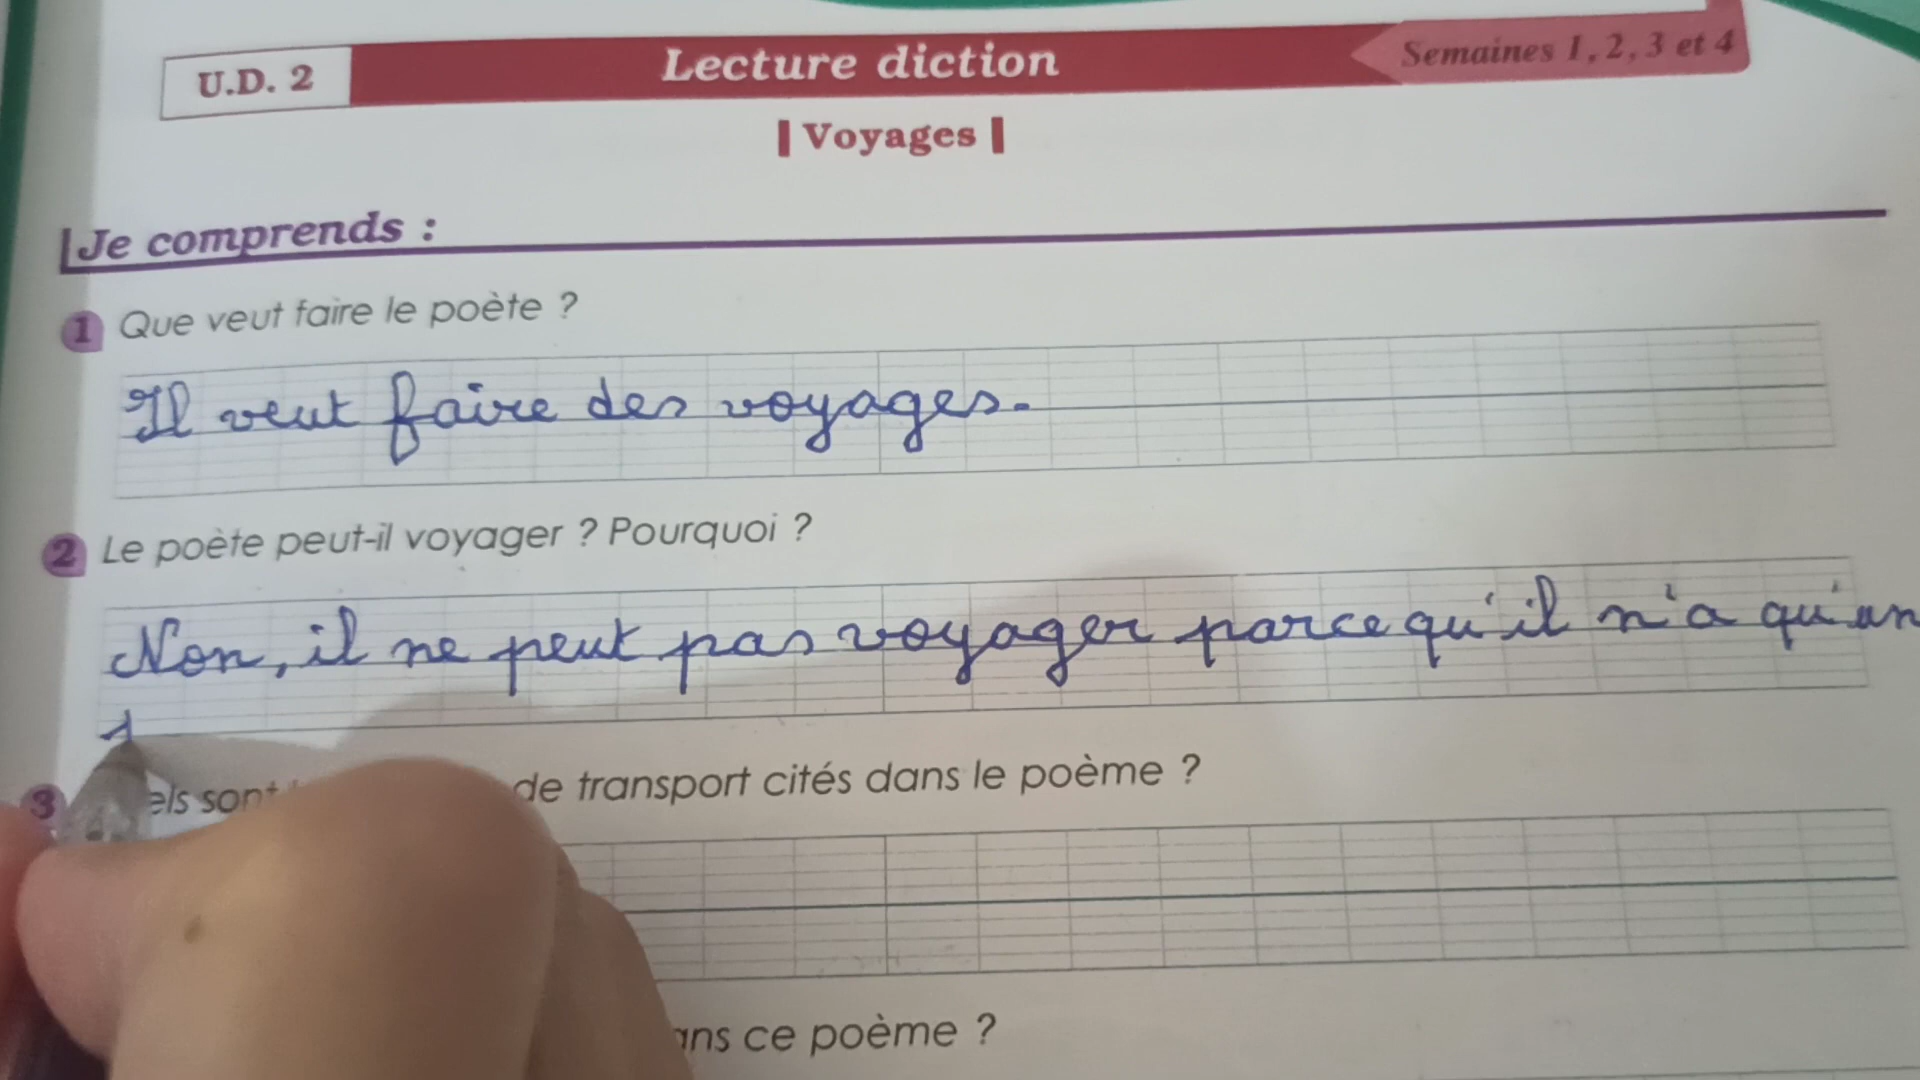 U.D. 2
Lecture diction
Semaines 1, 2, 3 et 4
Voyages
Je comprends :
1 Que veut faire le poète ?
Il veut faire des voyages.
2 Le poète peut-il voyager ? Pourquoi ?
Non, il ne peut pas voyager parce qu'il n'a qu'un
3 sont de transport cités dans le poème ?
ce poème ?